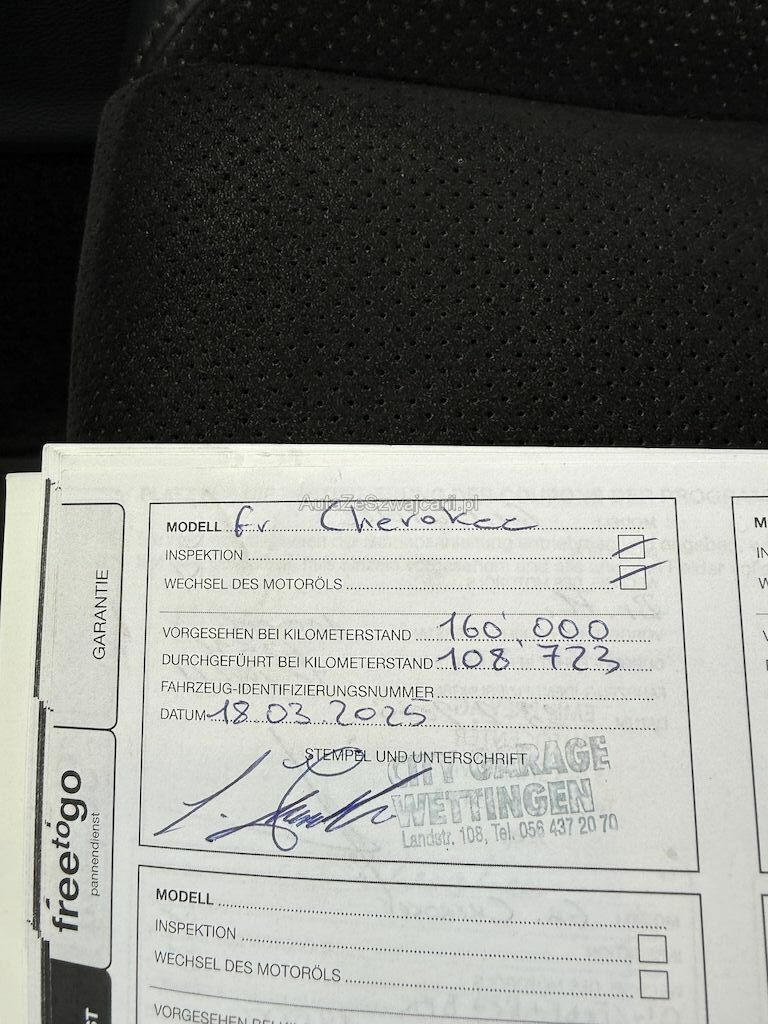 AutaZeSzwajcarii.pl
MODELL Gr Cherokee
INSPEKTION
WECHSEL DES MOTORÖLS
VORGESEHEN BEI KILOMETERSTAND 160'000
DURCHGEFÜHRT BEI KILOMETERSTAND 108'723
FAHRZEUG-IDENTIFIZIERUNGSNUMMER
DATUM 18.03.2025
STEMPEL UND UNTERSCHRIFT
CITY GARAGE
WETTINGEN
Landstr. 108, Tel. 056 437 20 70
GARANTIE
freetogo
pannendienst
MODELL
INSPEKTION
WECHSEL DES MOTORÖLS